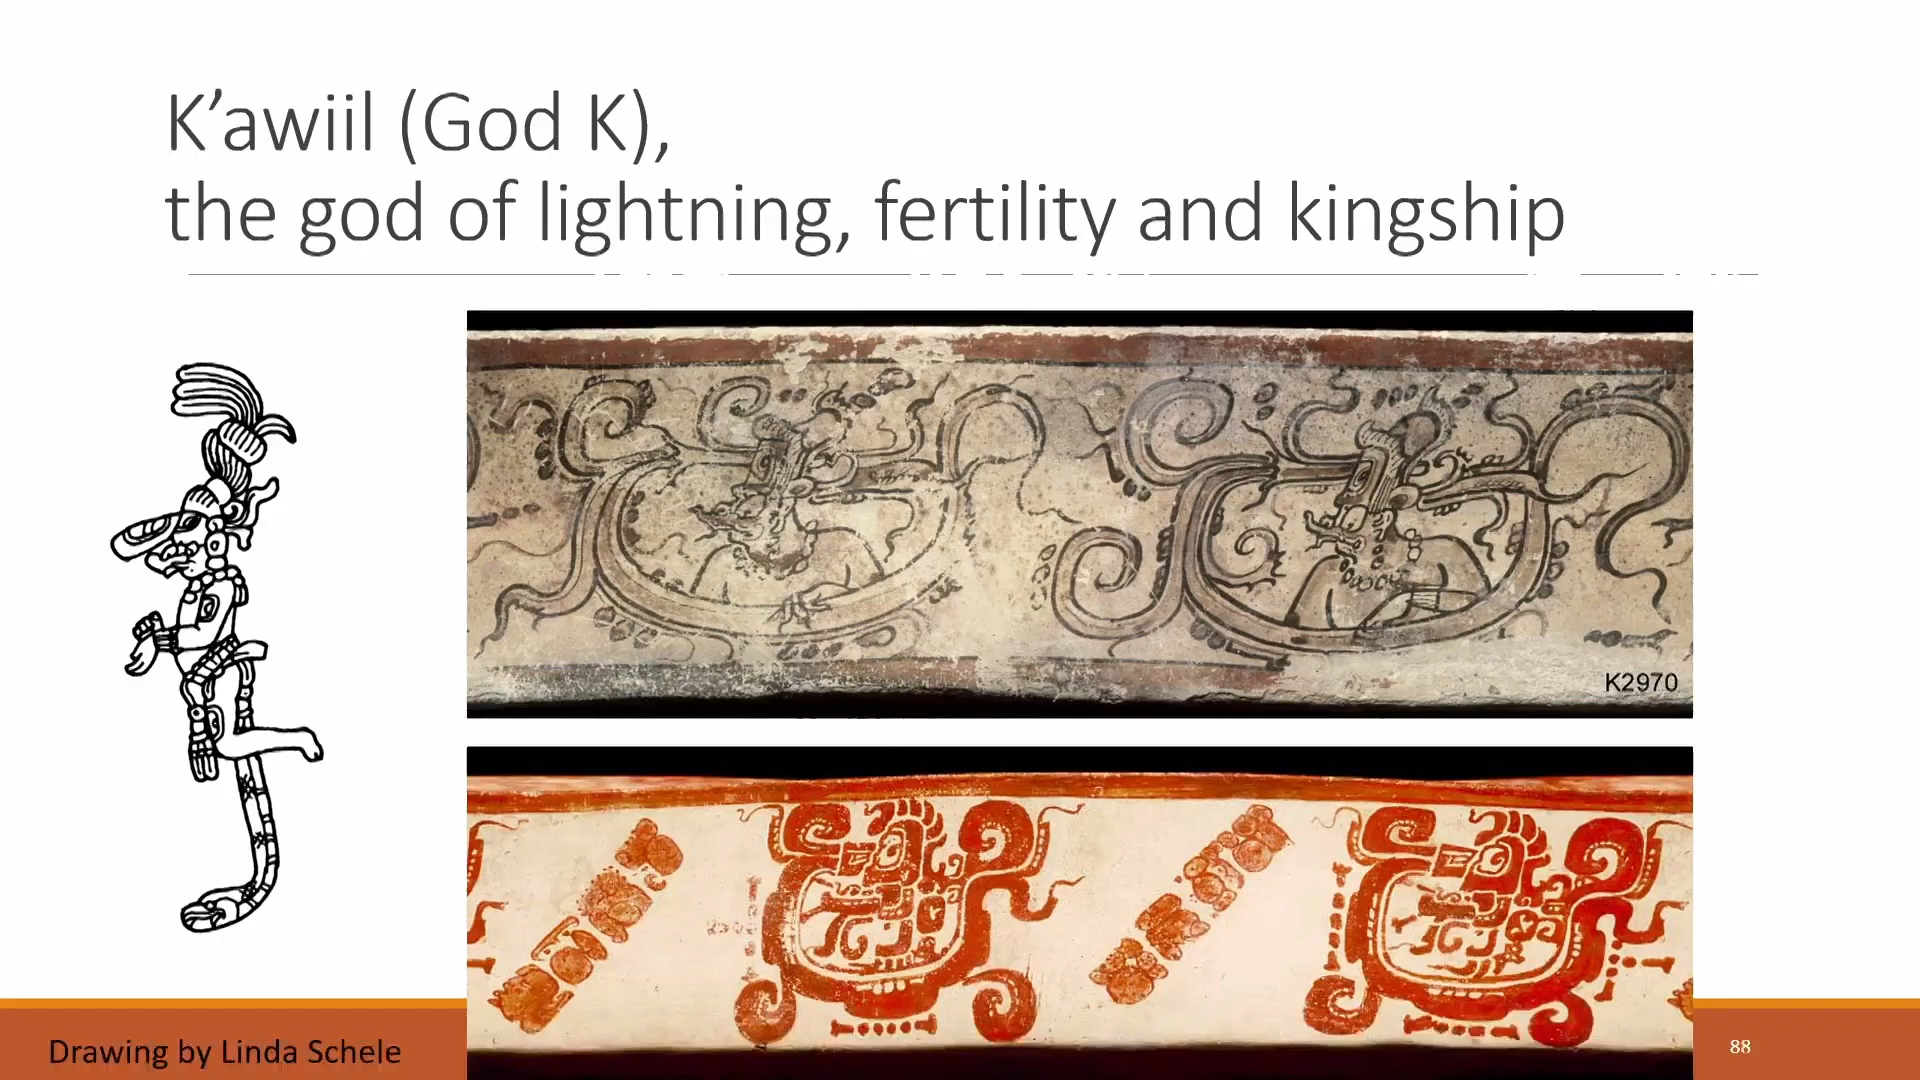 K’awiil (God K),
the god of lightning, fertility and kingship
K2970
Drawing by Linda Schele
88